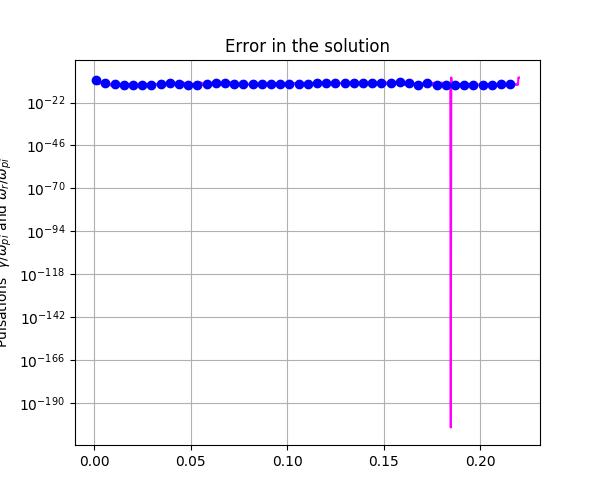 Error in the solution
Pulsations γ/ω_pi and ω_r/ω_pi
10^−22
10^−46
10^−70
10^−94
10^−118
10^−142
10^−166
10^−190
0.00 0.05 0.10 0.15 0.20